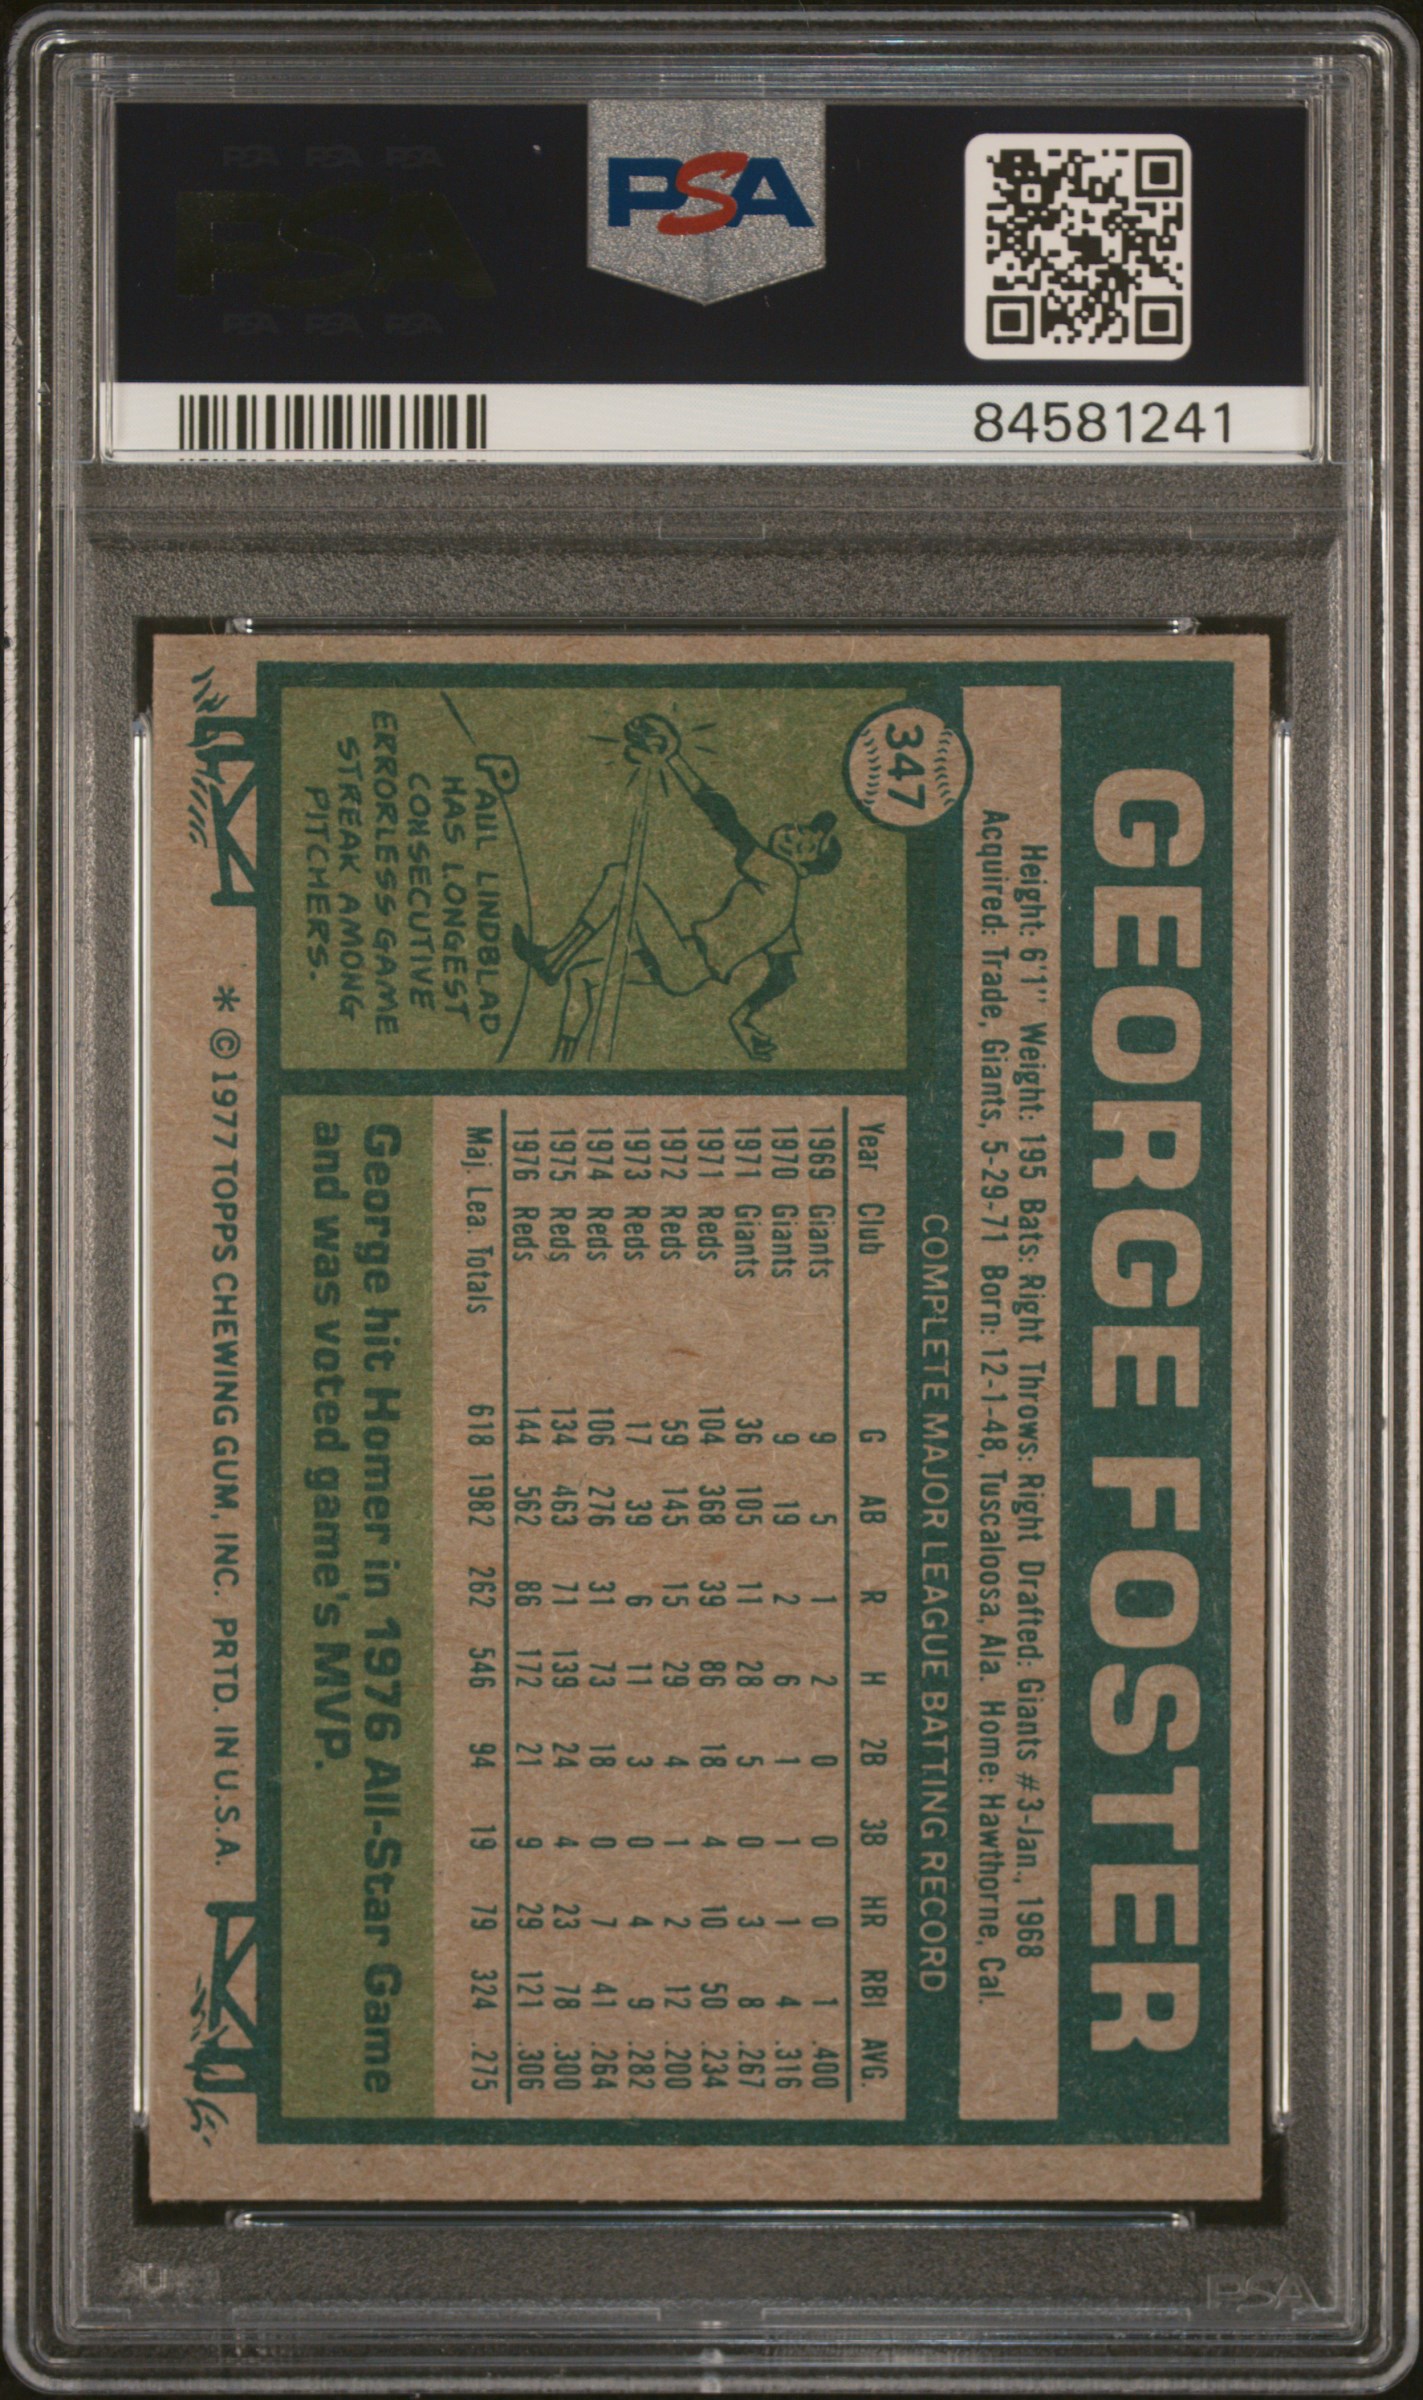 PSA PSA PSA
PSA
PSA PSA PSA
PSA
84581241
GEORGE FOSTER
Height: 6'1" Weight: 195 Bats: Right Throws: Right Drafted: Giants #3-Jan., 1968
Acquired: Trade, Giants, 5-29-71 Born: 12-1-48, Tuscaloosa, Ala. Home: Hawthorne, Cal.
347
COMPLETE MAJOR LEAGUE BATTING RECORD
Year Club G AB R H 2B 3B HR RBI AVG.
1969 Giants 9 5 1 2 0 0 0 1 .400
1970 Giants 9 19 2 6 1 1 1 4 .316
1971 Giants 36 105 11 28 5 0 3 8 .267
1971 Reds 104 368 39 86 18 4 10 50 .234
1972 Reds 59 145 15 29 4 1 2 12 .200
1973 Reds 17 39 6 11 3 0 4 9 .282
1974 Reds 106 276 31 73 18 0 7 41 .264
1975 Reds 134 463 71 139 24 4 23 78 .300
1976 Reds 144 562 86 172 21 9 29 121 .306
Maj. Lea. Totals 618 1982 262 546 94 19 79 324 .275
PAUL LINDBLAD
HAS LONGEST
CONSECUTIVE
ERRORLESS GAME
STREAK AMONG
PITCHERS.
George hit Homer in 1976 All-Star Game
and was voted game's MVP.
* © 1977 TOPPS CHEWING GUM, INC. PRTD. IN U.S.A.
PSA